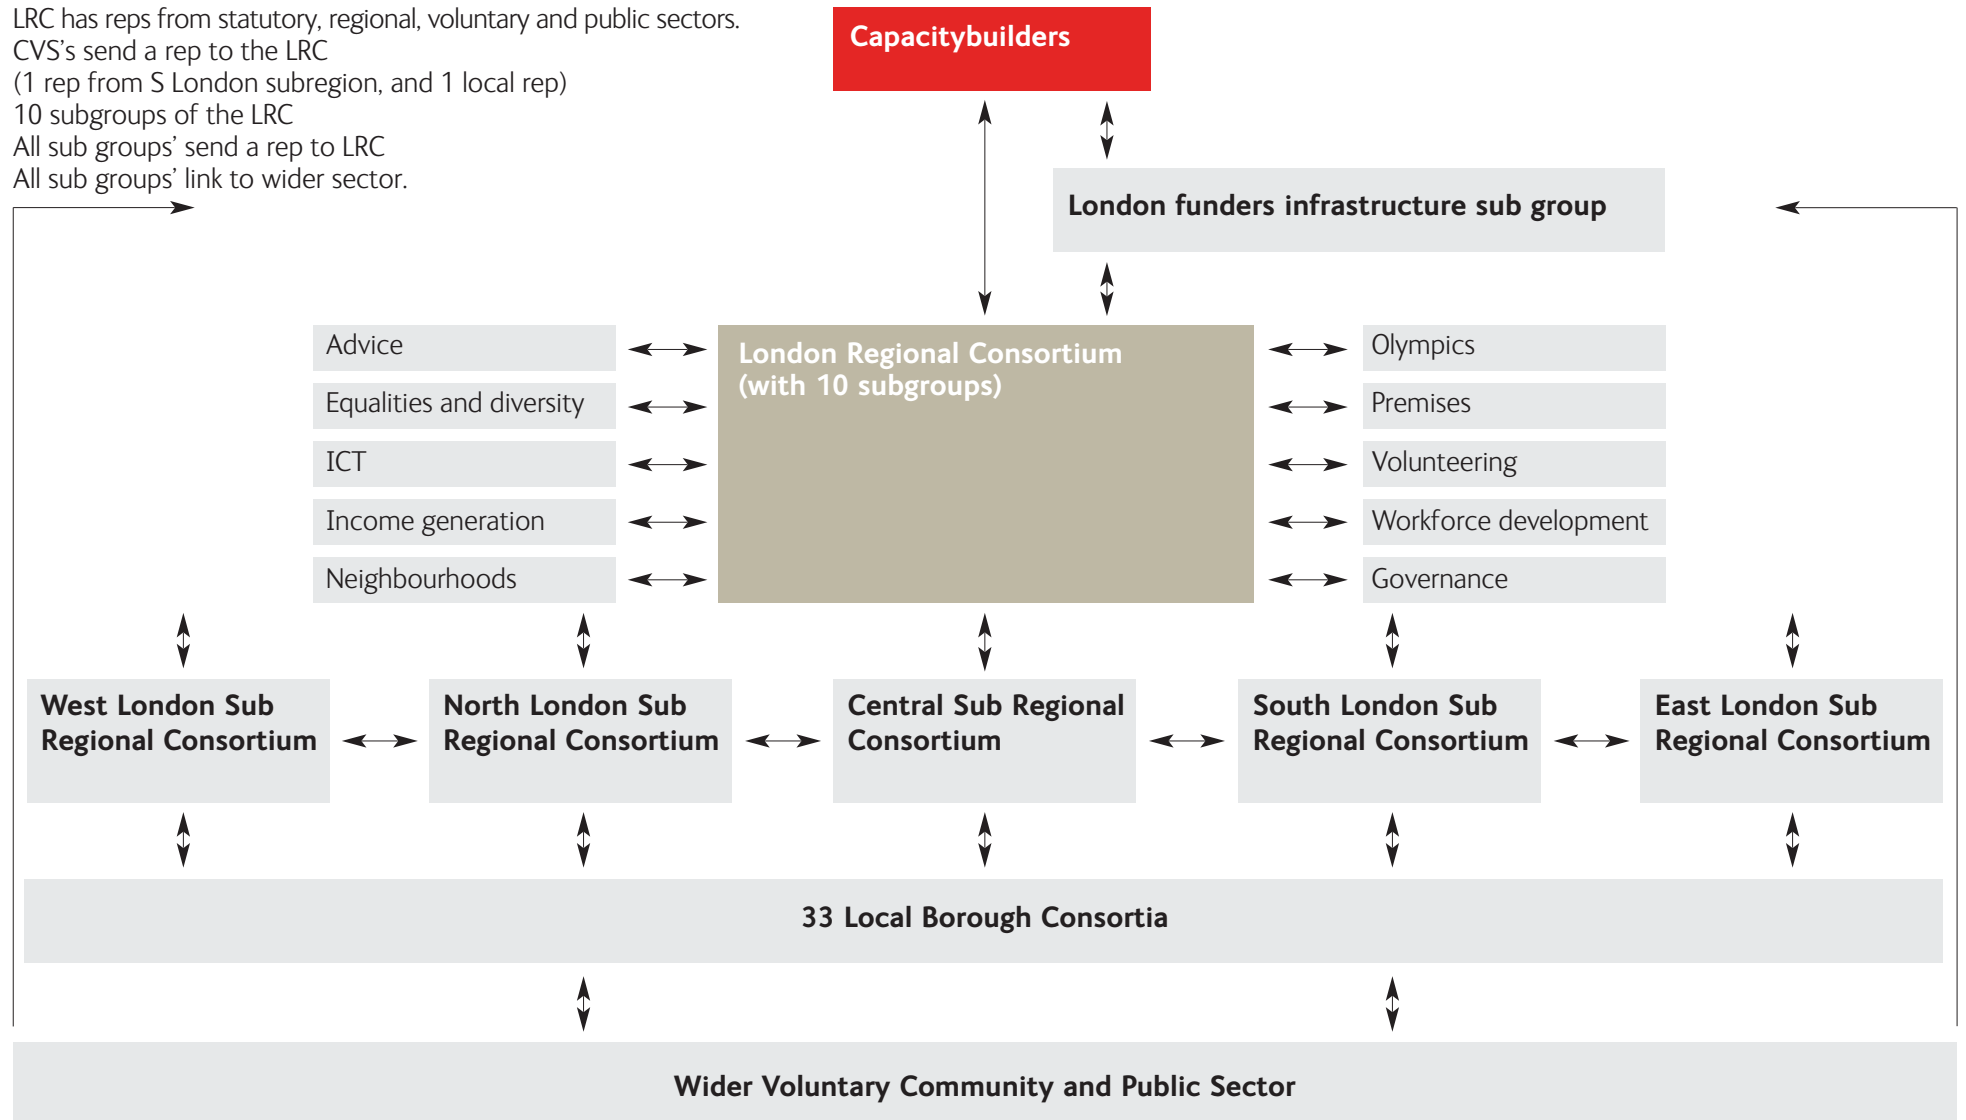 LRC has reps from statutory, regional, voluntary and public sectors.
CVS's send a rep to the LRC
(1 rep from S London subregion, and 1 local rep)
10 subgroups of the LRC
All sub groups’ send a rep to LRC
All sub groups’ link to wider sector.
Capacitybuilders
London funders infrastructure sub group
London Regional Consortium
(with 10 subgroups)
Advice
Equalities and diversity
ICT
Income generation
Neighbourhoods
Olympics
Premises
Volunteering
Workforce development
Governance
West London Sub
Regional Consortium
North London Sub
Regional Consortium
Central Sub Regional
Consortium
South London Sub
Regional Consortium
East London Sub
Regional Consortium
33 Local Borough Consortia
Wider Voluntary Community and Public Sector